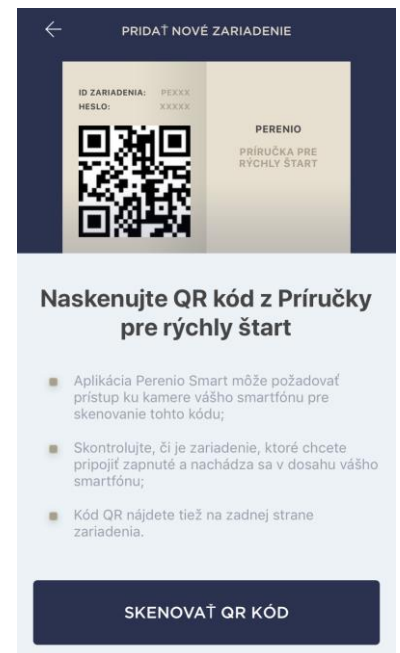 PRIDAŤ NOVÉ ZARIADENIE
ID ZARIADENIA: PEXXX
HESLO: XXXXX
PERENIO
PRÍRUČKA PRE
RÝCHLY ŠTART
Naskenujte QR kód z Príručky
pre rýchly štart
Aplikácia Perenio Smart môže požadovať
prístup ku kamere vášho smartfónu pre
skenovanie tohto kódu;
Skontrolujte, či je zariadenie, ktoré chcete
pripojiť zapnuté a nachádza sa v dosahu vášho
smartfónu;
Kód QR nájdete tiež na zadnej strane
zariadenia.
SKENOVAŤ QR KÓD